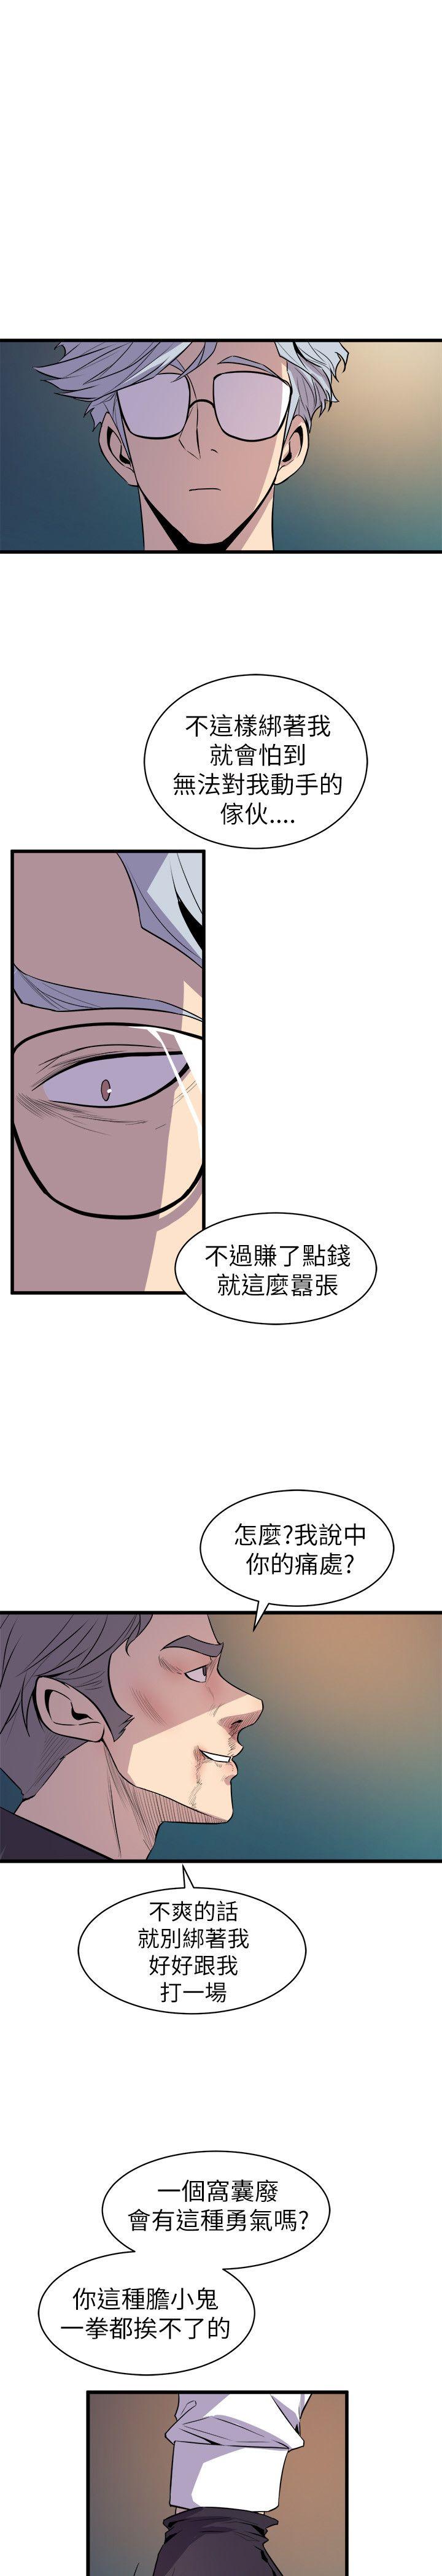 不這樣綁著我
就會怕到
無法對我動手的
傢伙....
不過賺了點錢
就這麼囂張
怎麼?我說中
你的痛處?
不爽的話
就別綁著我
好好跟我
打一場
一個窩囊廢
會有這種勇氣嗎?
你這種膽小鬼
一拳都挨不了的